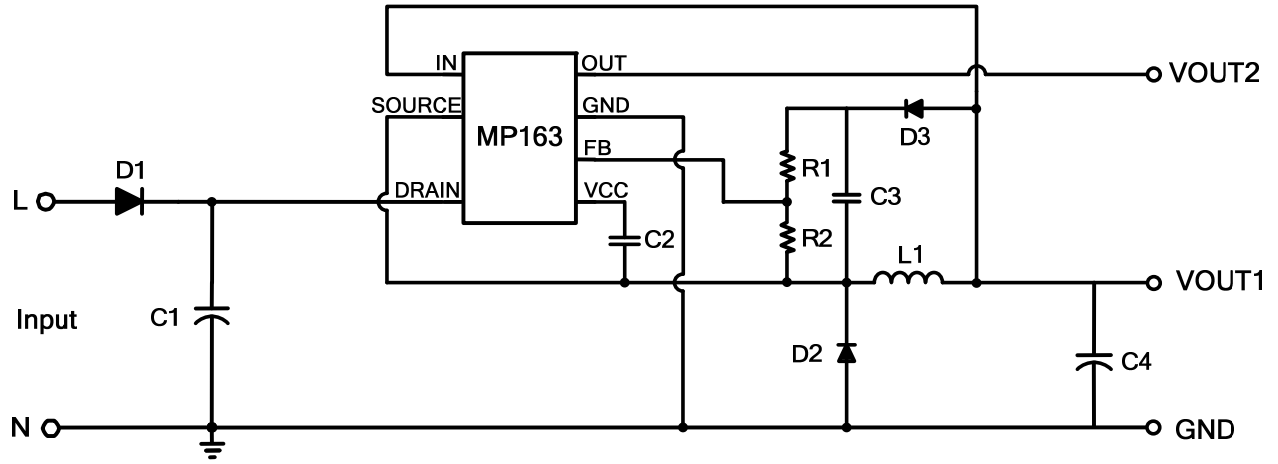 IN
OUT
VOUT2
SOURCE
GND
MP163
D3
FB
R1
D1
DRAIN
VCC
L
C3
C2
R2
L1
VOUT1
Input
C1
D2
C4
N
GND